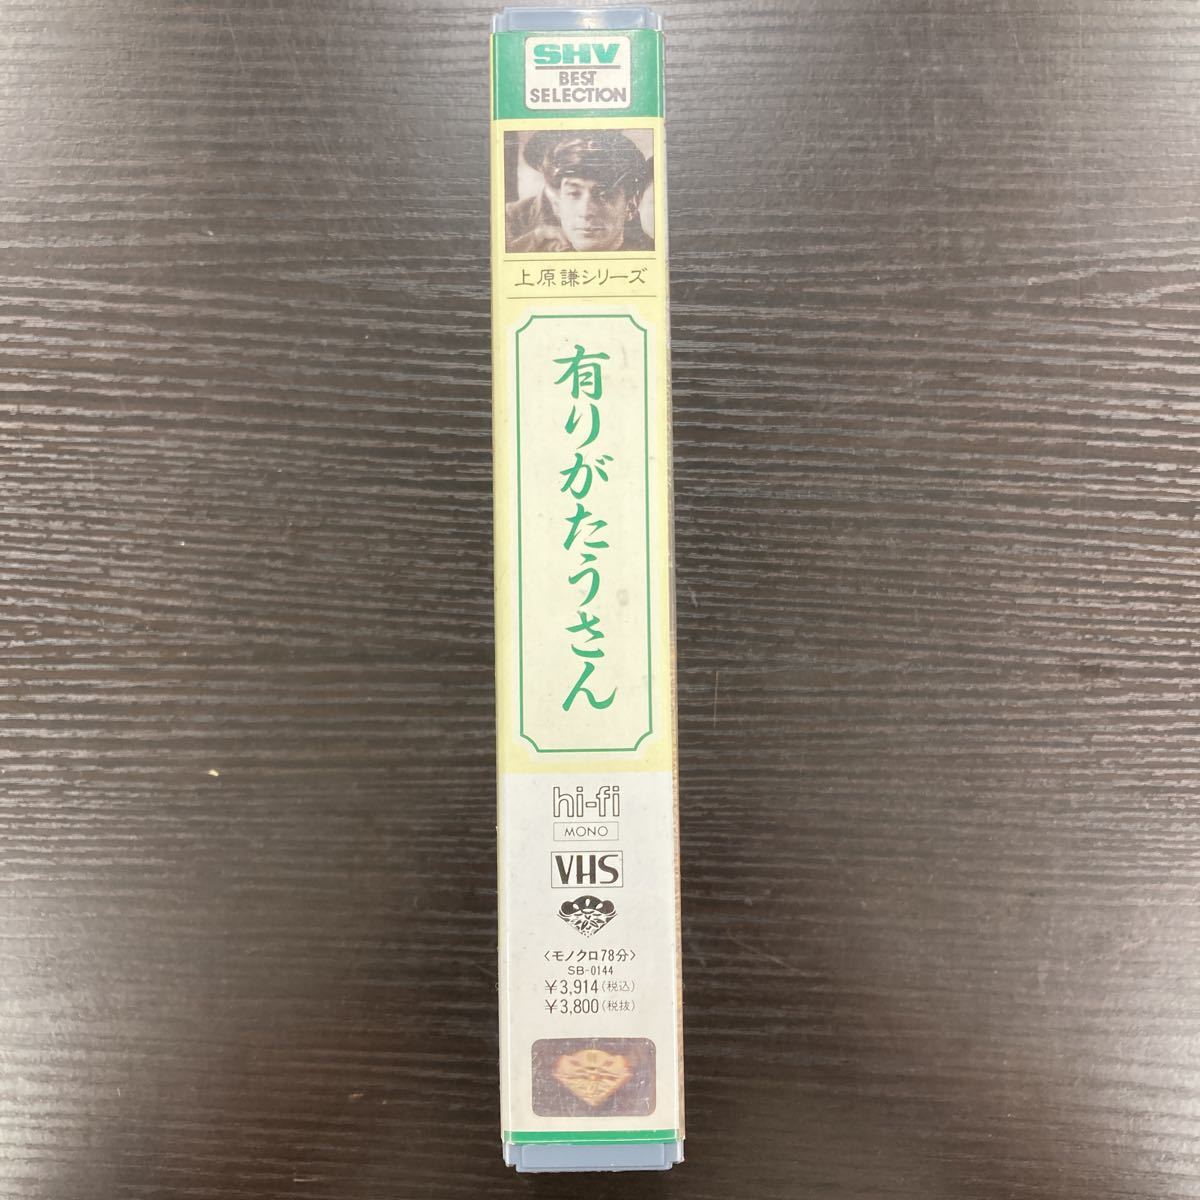 SHV
BEST
SELECTION
上原謙シリーズ
有りがたうさん
hi-fi
MONO
VHS
〈モノクロ78分〉
SB-0144
￥3,914(税込)
￥3,800(税抜)